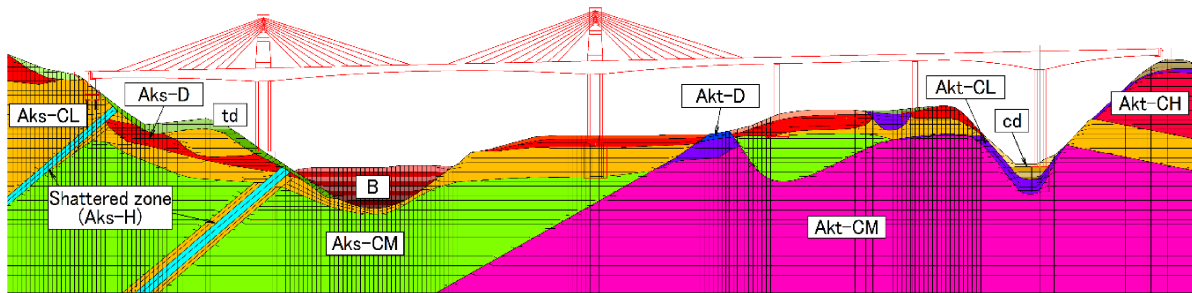 Aks-CL
Aks-D
td
Shattered zone
(Aks-H)
B
Aks-CM
Akt-D
Akt-CL
cd
Akt-CH
Akt-CM